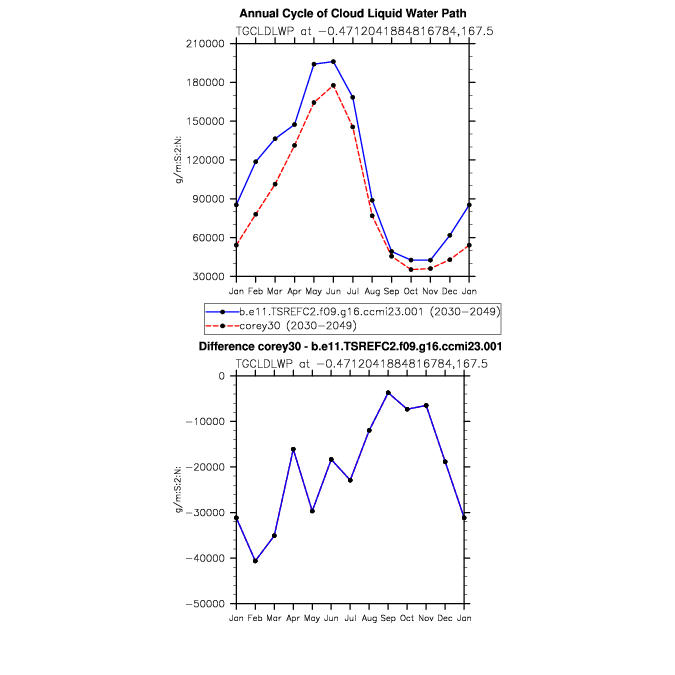 Annual Cycle of Cloud Liquid Water Path
TGCLDLWP at −0.4712041884816784,167.5
210000
180000
150000
120000
90000
60000
30000
g/m:S:2:N:
Jan Feb Mar Apr May Jun Jul Aug Sep Oct Nov Dec Jan
b.e11.TSREFC2.f09.g16.ccmi23.001 (2030−2049)
corey30 (2030−2049)
Difference corey30 - b.e11.TSREFC2.f09.g16.ccmi23.001
TGCLDLWP at −0.4712041884816784,167.5
0
−10000
−20000
−30000
−40000
−50000
g/m:S:2:N:
Jan Feb Mar Apr May Jun Jul Aug Sep Oct Nov Dec Jan